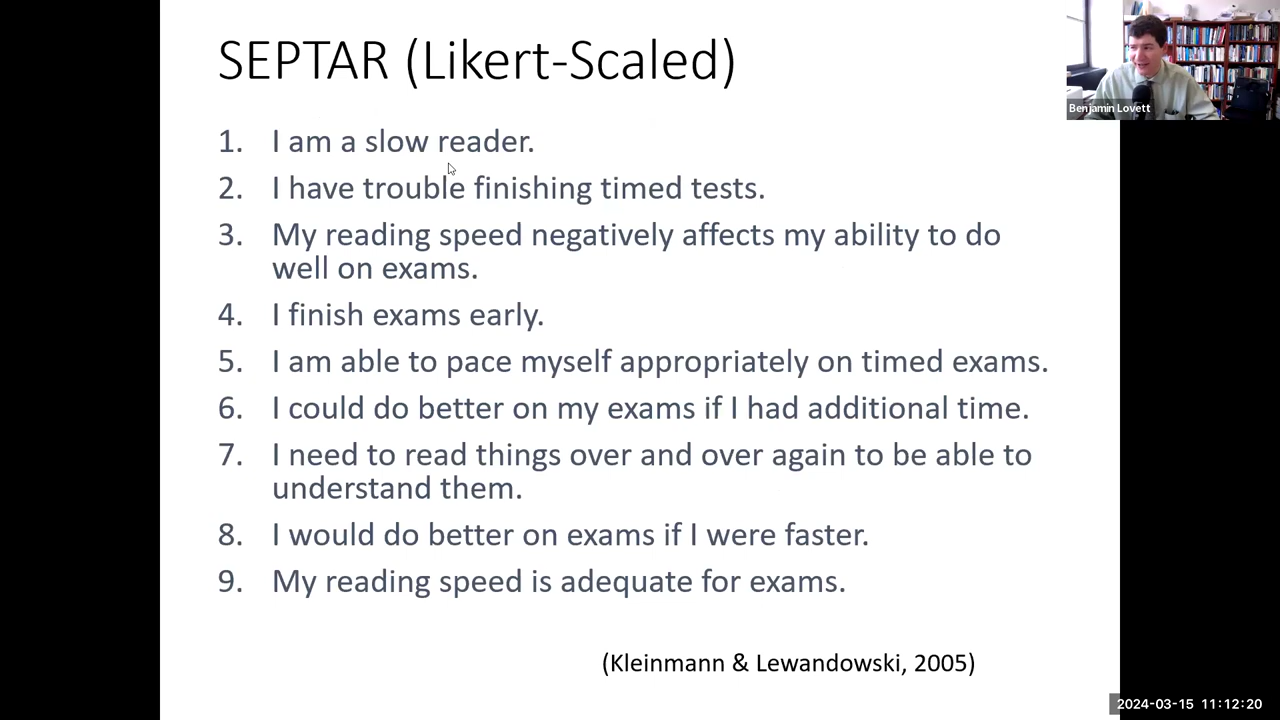 SEPTAR (Likert-Scaled)
Benjamin Lovett
1. I am a slow reader.
2. I have trouble finishing timed tests.
3. My reading speed negatively affects my ability to do
well on exams.
4. I finish exams early.
5. I am able to pace myself appropriately on timed exams.
6. I could do better on my exams if I had additional time.
7. I need to read things over and over again to be able to
understand them.
8. I would do better on exams if I were faster.
9. My reading speed is adequate for exams.
(Kleinmann & Lewandowski, 2005)
2024-03-15 11:12:20